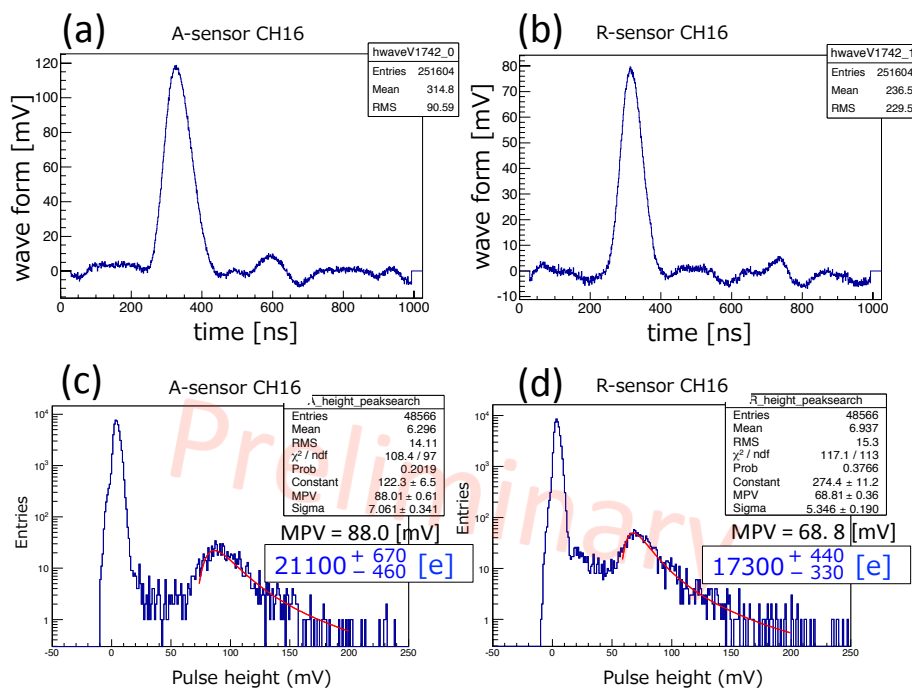 (a)
A-sensor CH16
hwaveV1742_0
Entries 251604
Mean 314.8
RMS 90.59
wave form [mV]
120
100
80
60
40
20
0
0 200 400 600 800 1000
time [ns]
(b)
R-sensor CH16
hwaveV1742_1
Entries 251604
Mean 236.5
RMS 229.5
wave form [mV]
80
70
60
50
40
30
20
10
0
-10
0 200 400 600 800 1000
time [ns]
(c)
A-sensor CH16
_height_peaksearch
Entries 48566
Mean 6.296
RMS 14.11
χ² / ndf 108.4 / 97
Prob 0.2019
Constant 122.3 ± 6.5
MPV 88.01 ± 0.61
Sigma 7.061 ± 0.341
MPV = 88.0 [mV]
21100 + 670 − 460 [e]
Entries
10⁴
10³
10²
10
1
-50 0 50 100 150 200 250
Pulse height (mV)
(d)
R-sensor CH16
R_height_peaksearch
Entries 48566
Mean 6.937
RMS 15.3
χ² / ndf 117.1 / 113
Prob 0.3766
Constant 274.4 ± 11.2
MPV 68.81 ± 0.36
Sigma 5.346 ± 0.190
MPV = 68. 8 [mV]
17300 + 440 − 330 [e]
Entries
10⁴
10³
10²
10
1
-50 0 50 100 150 200 250
Pulse height (mV)
Preliminary